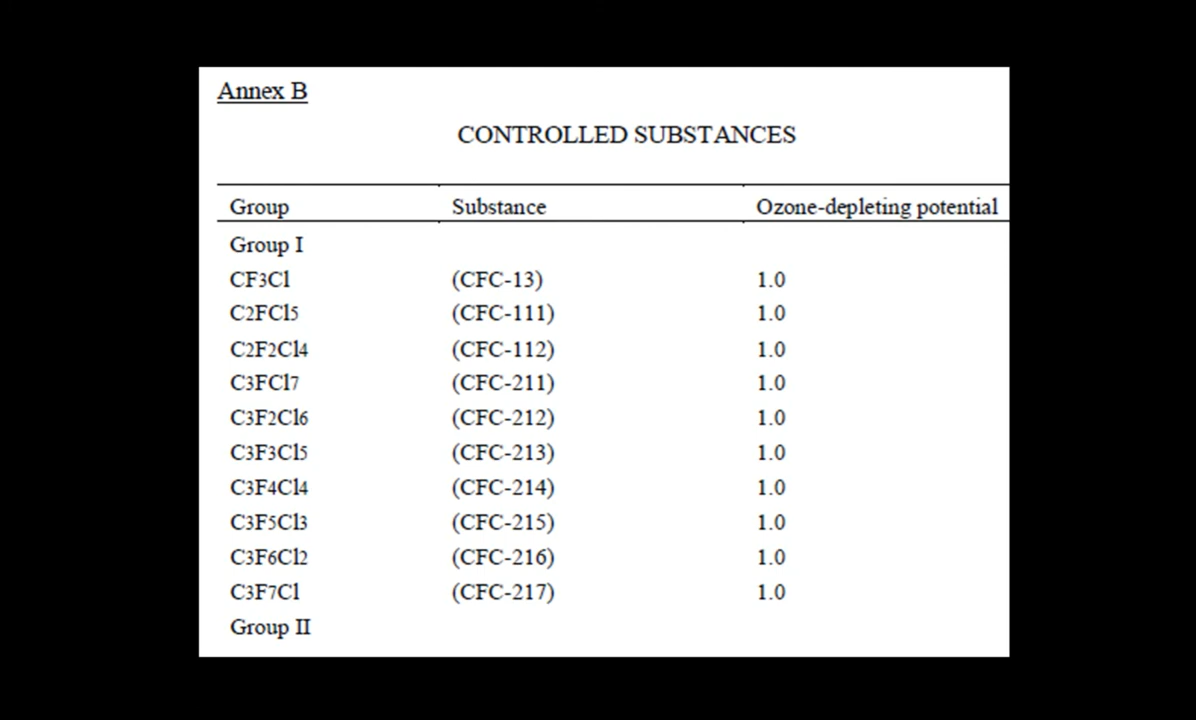 Annex B
CONTROLLED SUBSTANCES
Group Substance Ozone-depleting potential
Group I
CF3Cl (CFC-13) 1.0
C2FCl5 (CFC-111) 1.0
C2F2Cl4 (CFC-112) 1.0
C3FCl7 (CFC-211) 1.0
C3F2Cl6 (CFC-212) 1.0
C3F3Cl5 (CFC-213) 1.0
C3F4Cl4 (CFC-214) 1.0
C3F5Cl3 (CFC-215) 1.0
C3F6Cl2 (CFC-216) 1.0
C3F7Cl (CFC-217) 1.0
Group II